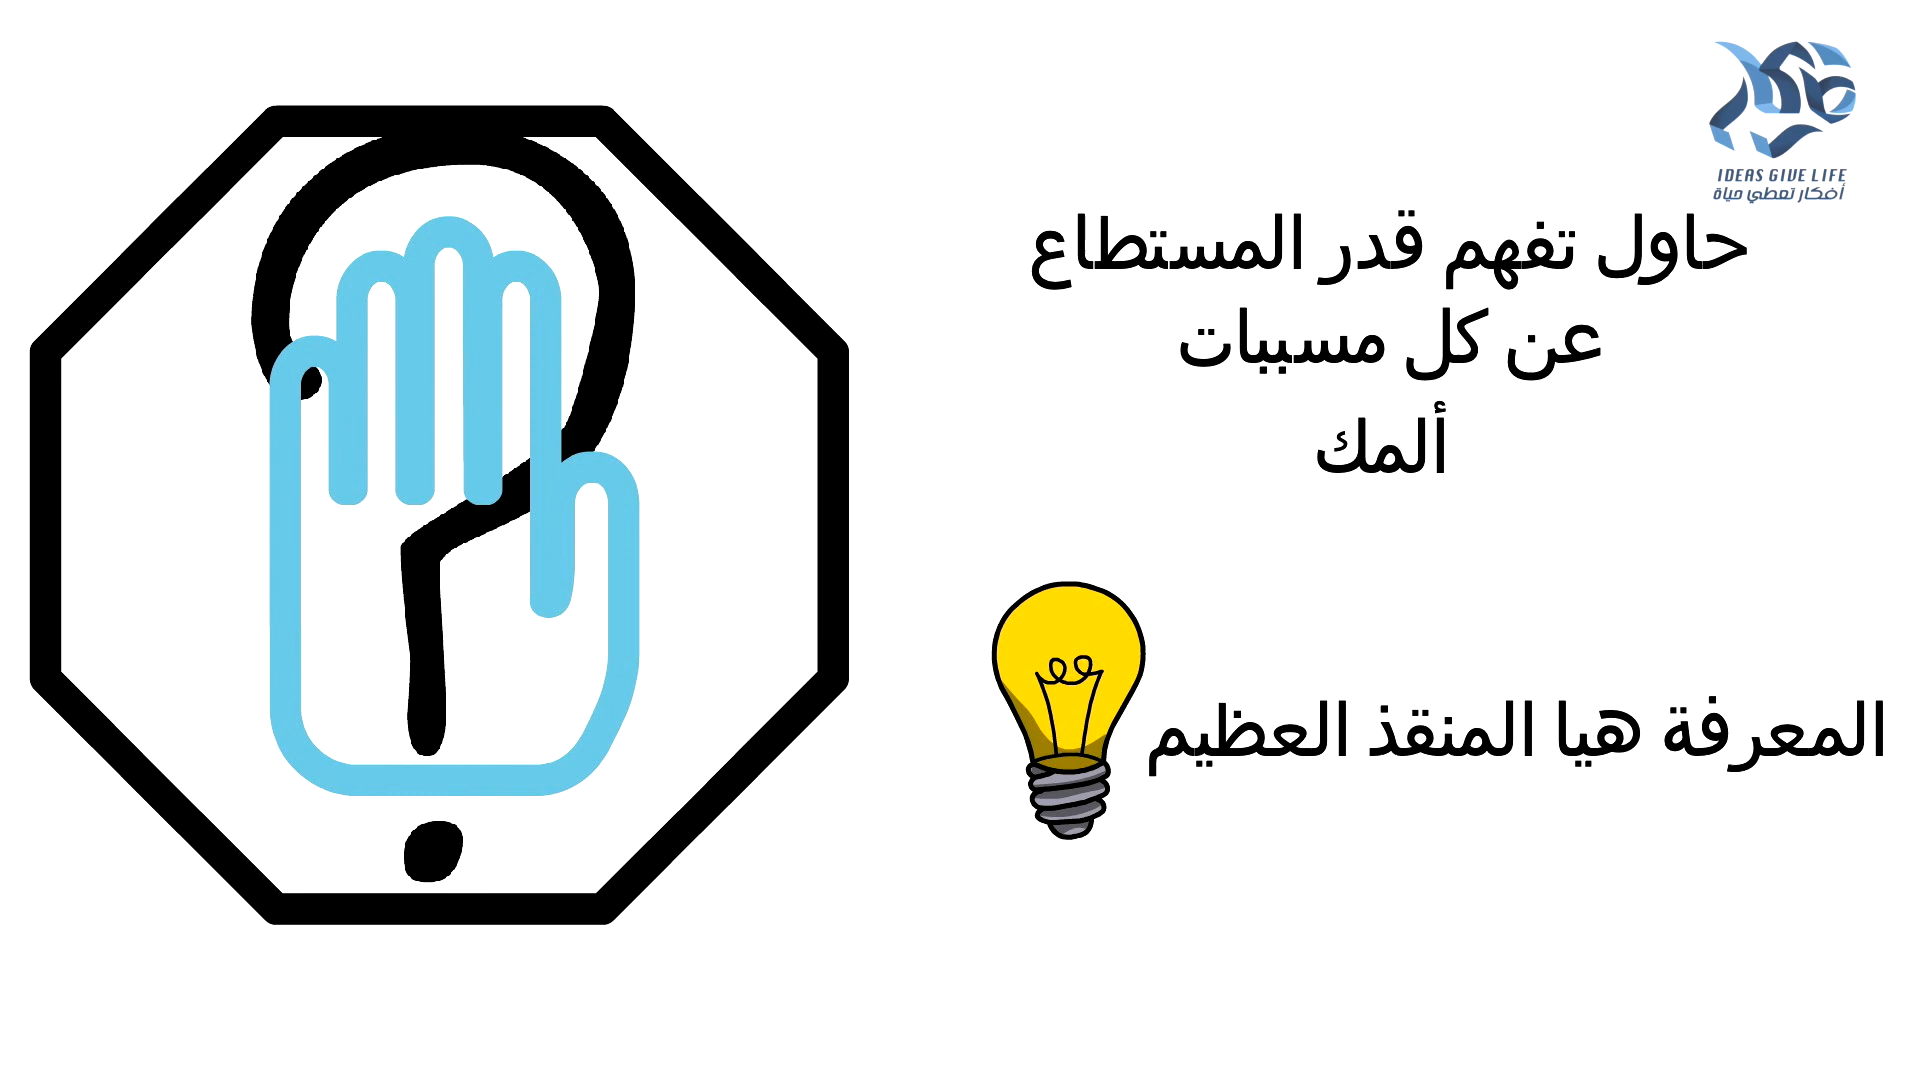 IDEAS GIVE LIFE
أفكار تعطي حياة
حاول تفهم قدر المستطاع
عن كل مسببات
ألمك
المعرفة هيا المنقذ العظيم